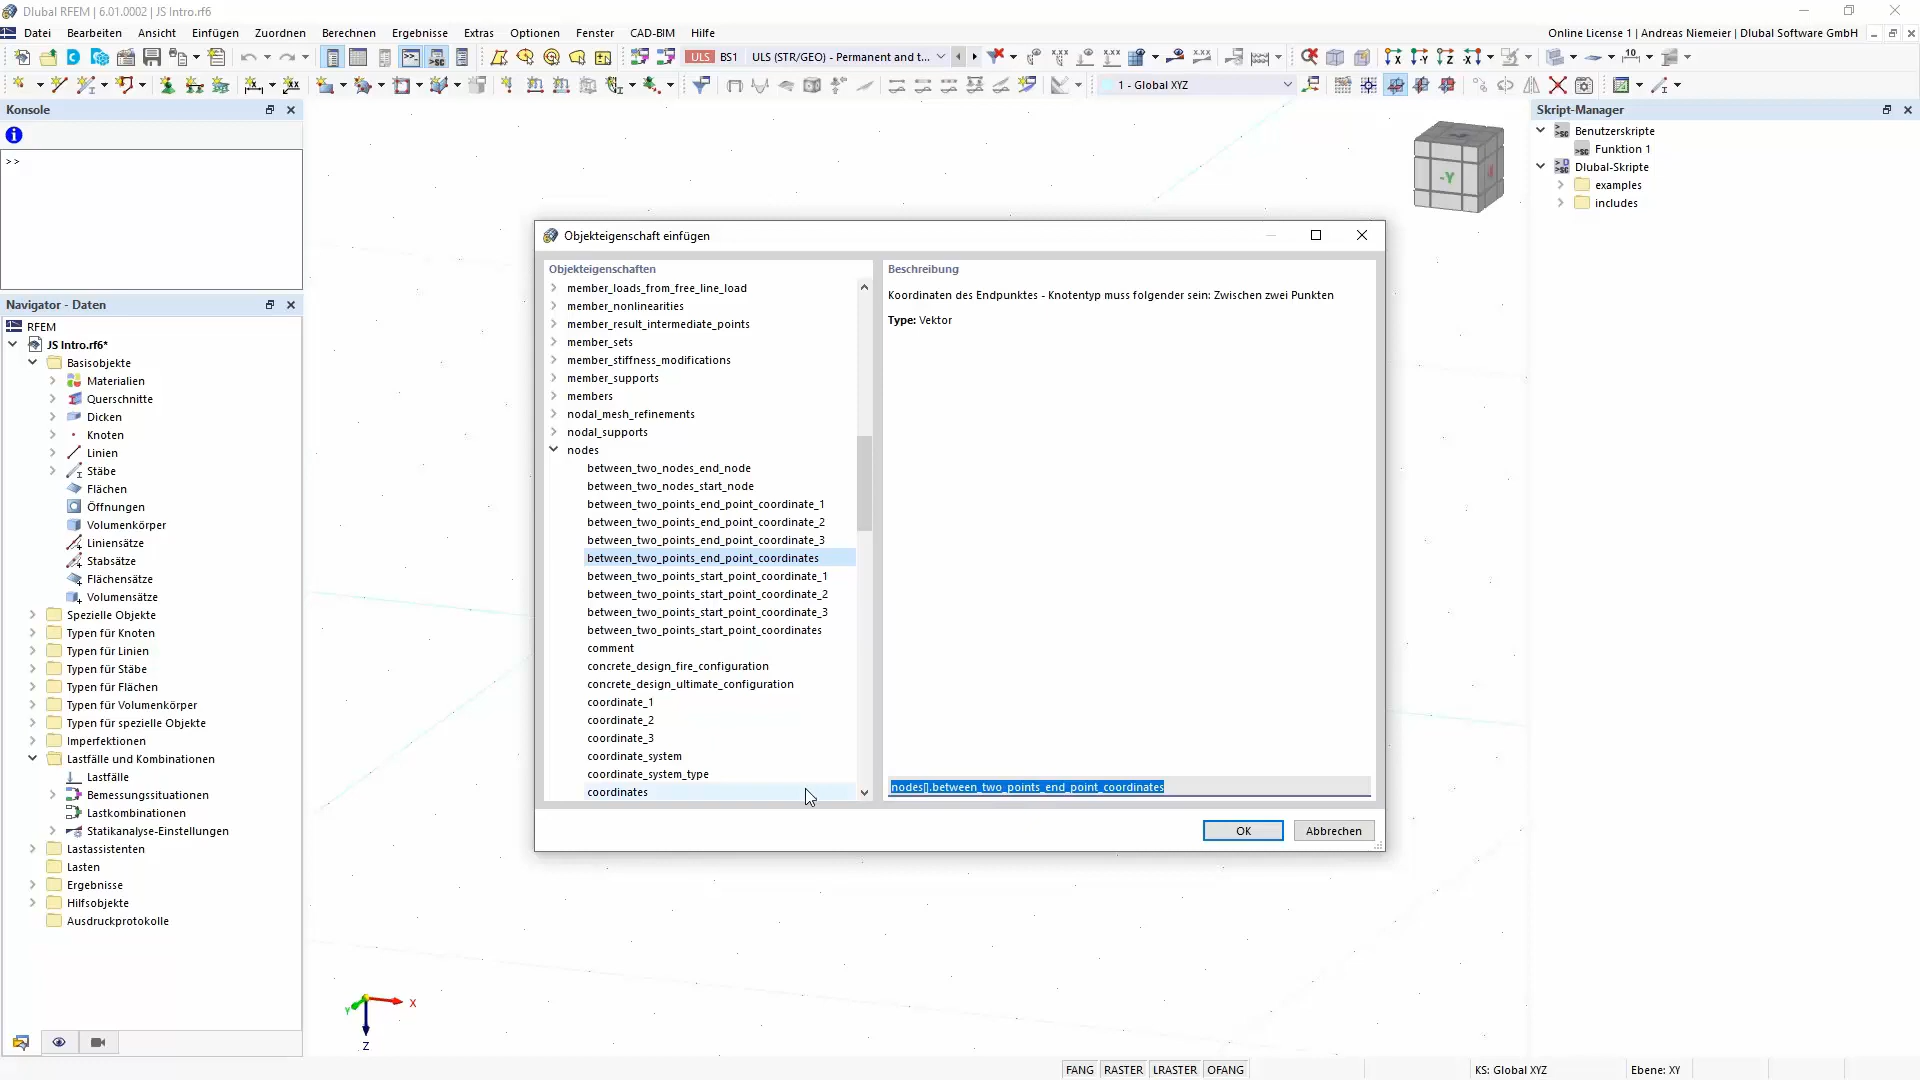 Dlubal RFEM | 6.01.0002 | JS Intro.rf6*
Datei Bearbeiten Ansicht Einfügen Zuordnen Berechnen Ergebnisse Extras Optionen Fenster CAD-BIM Hilfe
Online License 1 | Andreas Niemeier | Dlubal Software GmbH
ULS BS1 ULS (STR/GEO) - Permanent and t...
1 - Global XYZ
Konsole
>>
Navigator - Daten
RFEM
JS Intro.rf6*
Basisobjekte
Materialien
Querschnitte
Dicken
Knoten
Linien
Stäbe
Flächen
Öffnungen
Volumenkörper
Liniensätze
Stabsätze
Flächensätze
Volumensätze
Spezielle Objekte
Typen für Knoten
Typen für Linien
Typen für Stäbe
Typen für Flächen
Typen für Volumenkörper
Typen für spezielle Objekte
Imperfektionen
Lastfälle und Kombinationen
Lastfälle
Bemessungssituationen
Lastkombinationen
Statikanalyse-Einstellungen
Lastassistenten
Lasten
Ergebnisse
Hilfsobjekte
Ausdruckprotokolle
Objekteigenschaft einfügen
Objekteigenschaften
member_loads_from_free_line_load
member_nonlinearities
member_result_intermediate_points
member_sets
member_stiffness_modifications
member_supports
members
nodal_mesh_refinements
nodal_supports
nodes
between_two_nodes_end_node
between_two_nodes_start_node
between_two_points_end_point_coordinate_1
between_two_points_end_point_coordinate_2
between_two_points_end_point_coordinate_3
between_two_points_end_point_coordinates
between_two_points_start_point_coordinate_1
between_two_points_start_point_coordinate_2
between_two_points_start_point_coordinate_3
between_two_points_start_point_coordinates
comment
concrete_design_fire_configuration
concrete_design_ultimate_configuration
coordinate_1
coordinate_2
coordinate_3
coordinate_system
coordinate_system_type
coordinates
Beschreibung
Koordinaten des Endpunktes - Knotentyp muss folgender sein: Zwischen zwei Punkten
Type: Vektor
nodes[].between_two_points_end_point_coordinates
OK Abbrechen
-Y
X
Y
Z
Skript-Manager
Benutzerskripte
Funktion 1
Dlubal-Skripte
examples
includes
FANG RASTER LRASTER OFANG
KS: Global XYZ
Ebene: XY